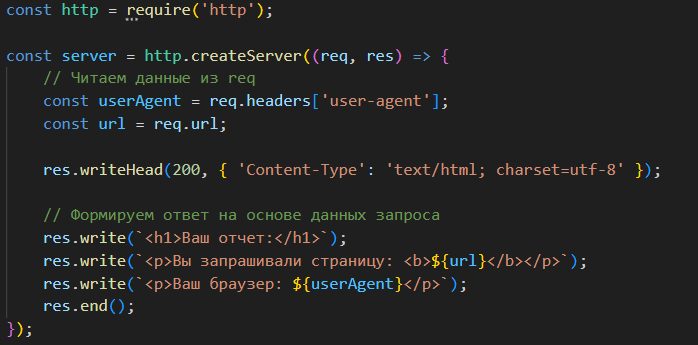 const http = require('http');
const server = http.createServer((req, res) => {
// Читаем данные из req
const userAgent = req.headers['user-agent'];
const url = req.url;
res.writeHead(200, { 'Content-Type': 'text/html; charset=utf-8' });
// Формируем ответ на основе данных запроса
res.write(`<h1>Ваш отчет:</h1>`);
res.write(`<p>Вы запрашивали страницу: <b>${url}</b></p>`);
res.write(`<p>Ваш браузер: ${userAgent}</p>`);
res.end();
});